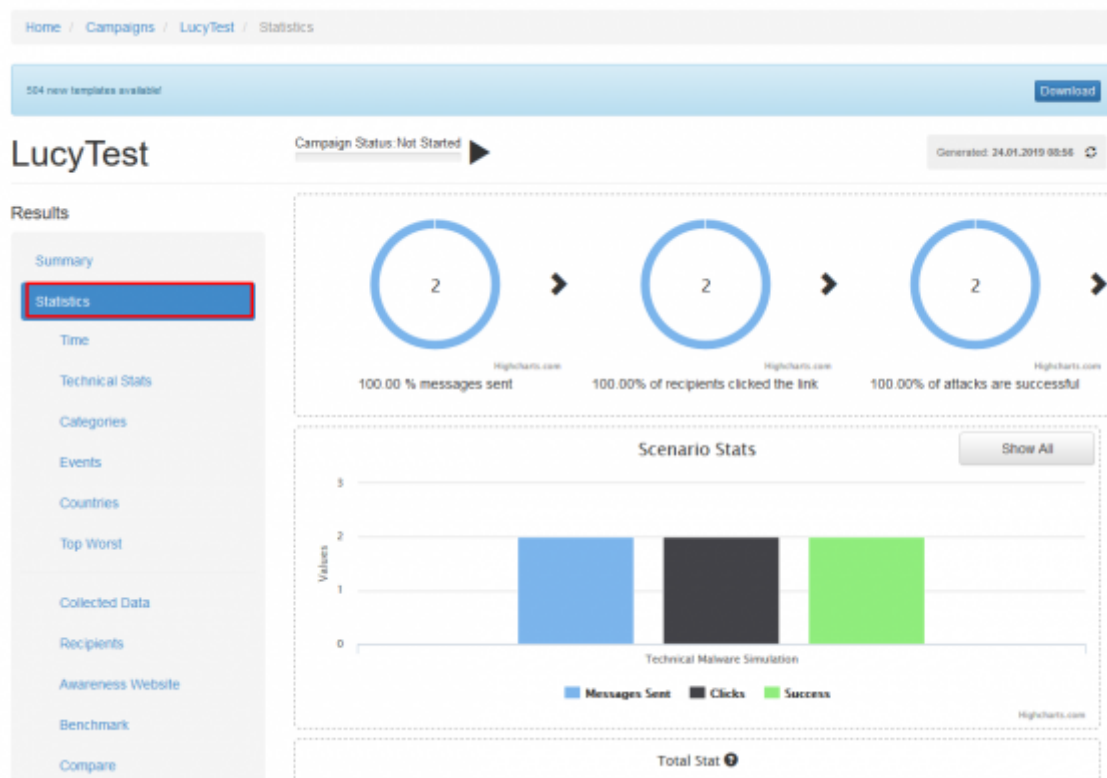 Home / Campaigns / LucyTest / Statistics
504 new templates available!
Download
LucyTest
Campaign Status:Not Started
Generated: 24.01.2019 08:56
Results
Summary
Statistics
Time
Technical Stats
Categories
Events
Countries
Top Worst
Collected Data
Recipients
Awareness Website
Benchmark
Compare
2
Highcharts.com
100.00 % messages sent
2
Highcharts.com
100.00% of recipients clicked the link
2
Highcharts.com
100.00% of attacks are successful
Scenario Stats
Show All
Values
3
2
1
0
Technical Malware Simulation
Messages Sent Clicks Success
Highcharts.com
Total Stat